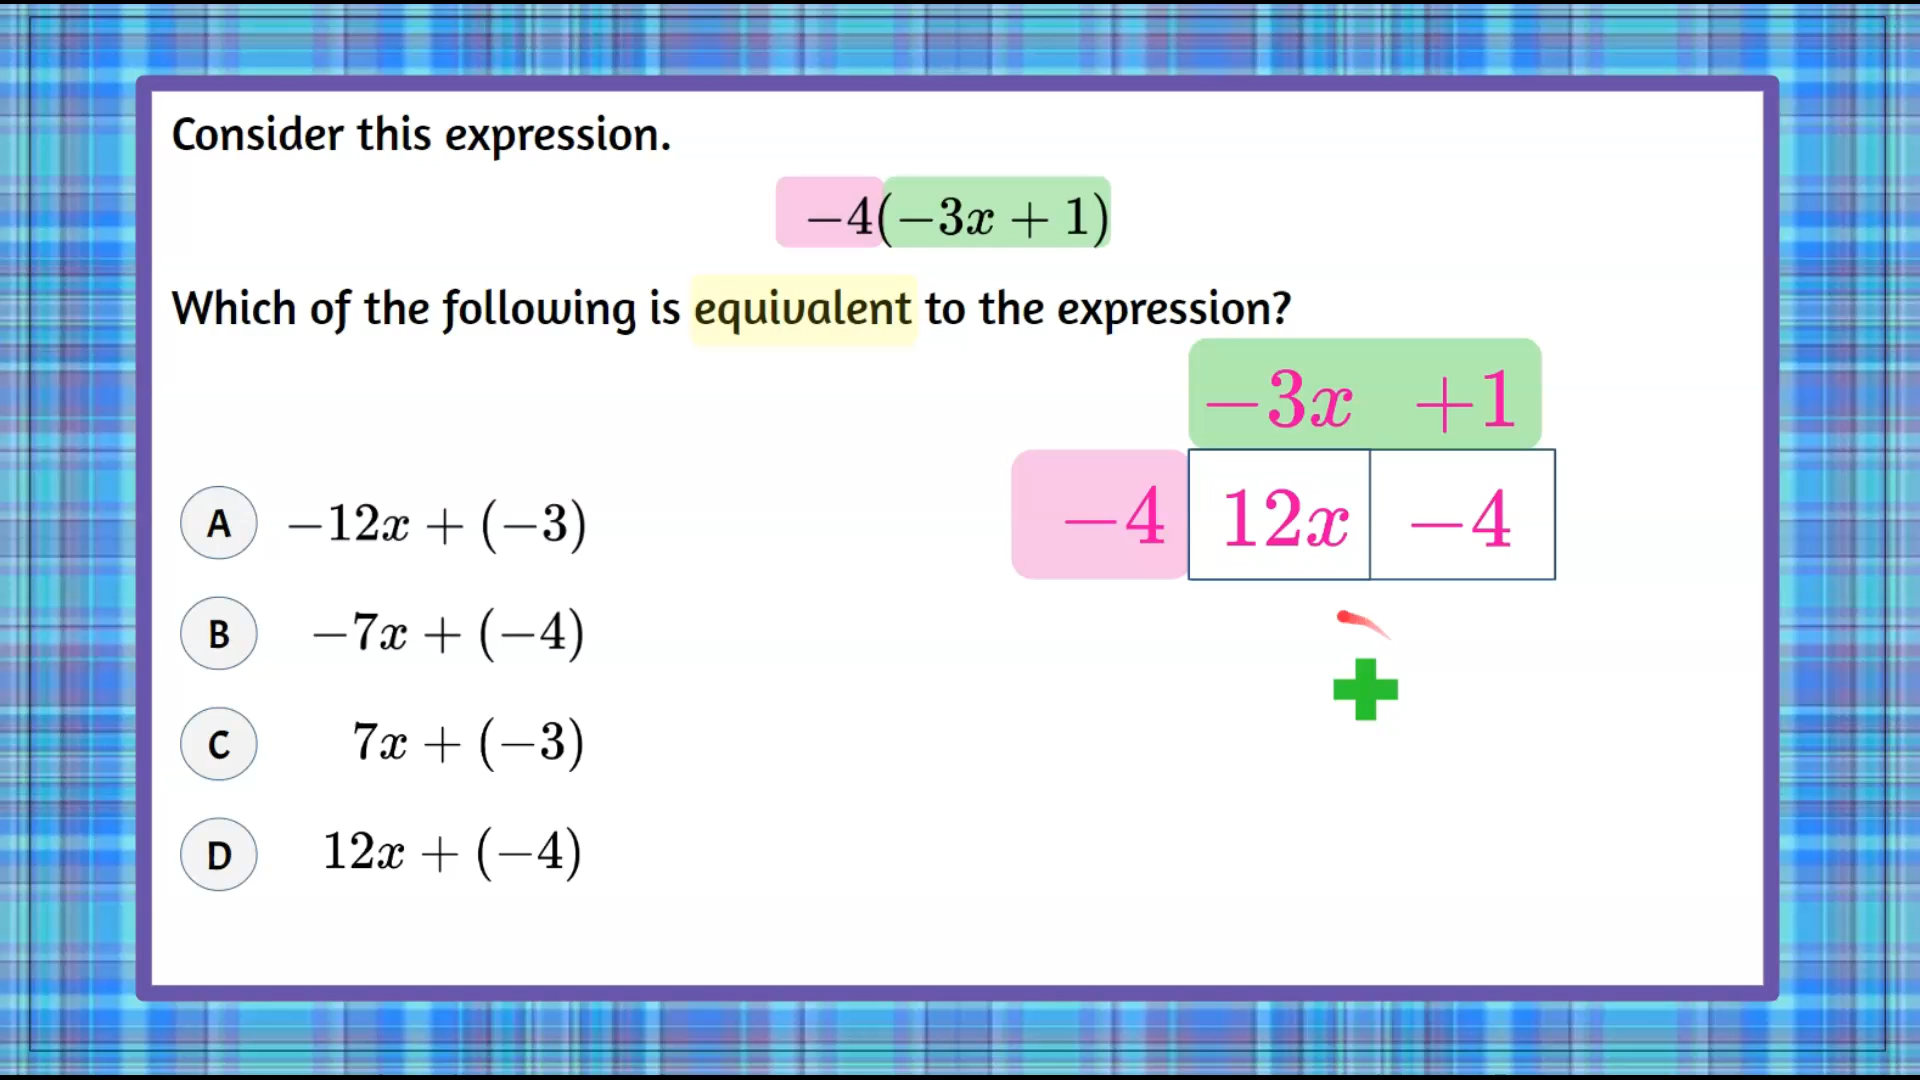 Consider this expression.
−4(−3x + 1)
Which of the following is equivalent to the expression?
−3x +1
−4 12x −4
A −12x + (−3)
B −7x + (−4)
C 7x + (−3)
D 12x + (−4)